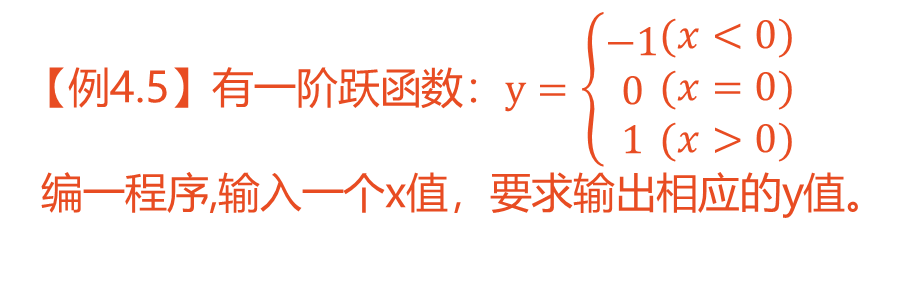 【例4.5】有一阶跃函数：y = { −1(x < 0)
0 (x = 0)
1 (x > 0)
编一程序,输入一个x值，要求输出相应的y值。